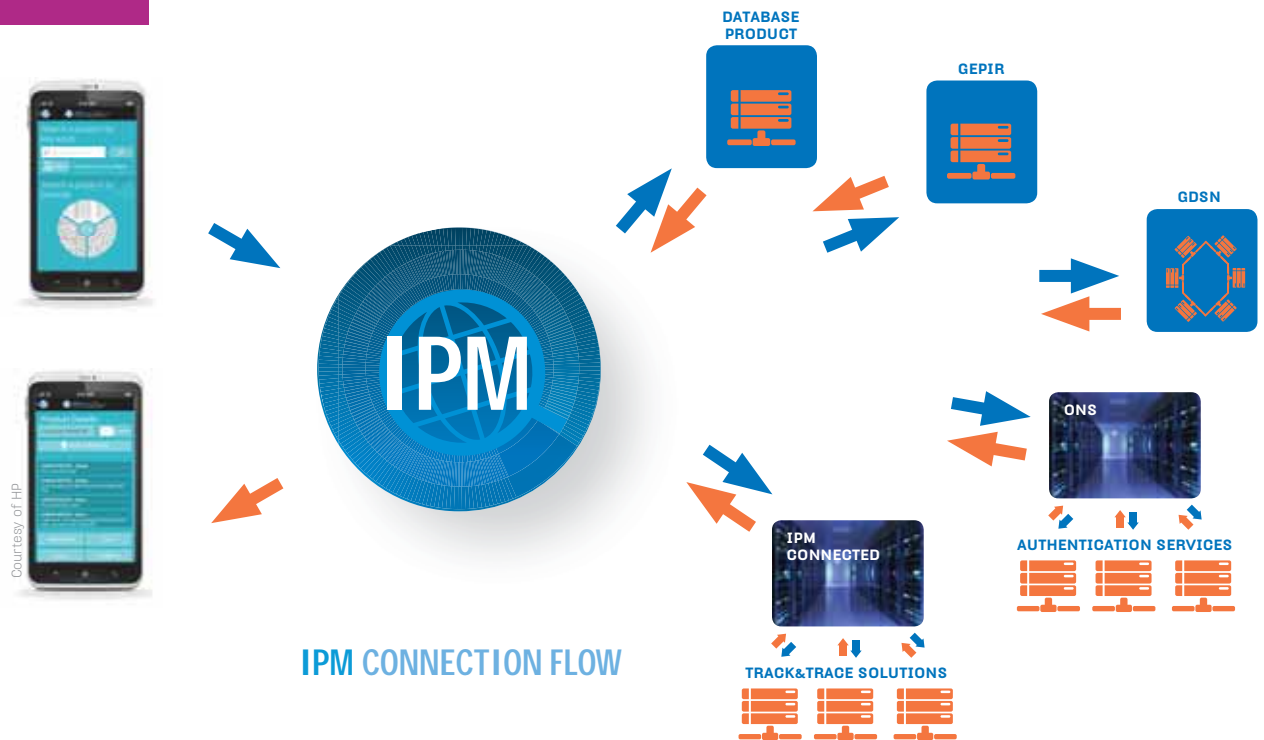 DATABASE
PRODUCT
GEPIR
GDSN
IPM
ONS
AUTHENTICATION SERVICES
IPM
CONNECTED
TRACK&TRACE SOLUTIONS
IPM CONNECTION FLOW
Courtesy of HP